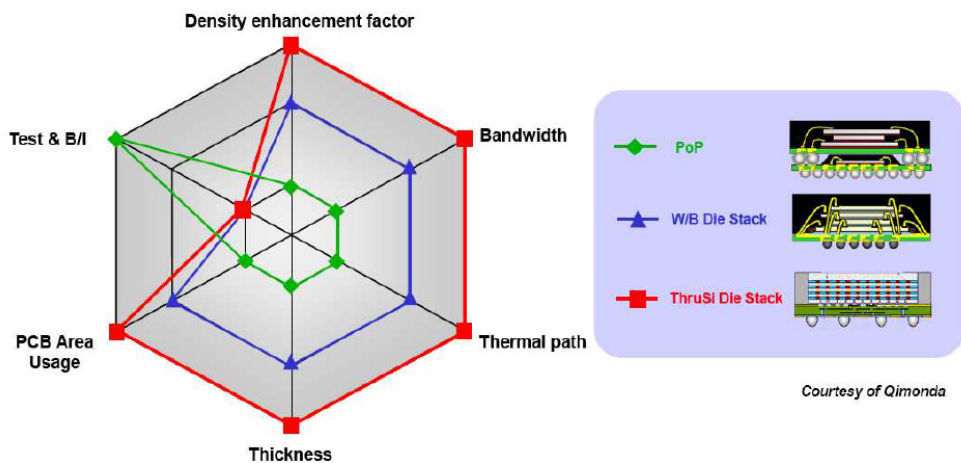 Density enhancement factor
Test & B/I
Bandwidth
PCB Area
Usage
Thermal path
Thickness
PoP
W/B Die Stack
ThruSi Die Stack
Courtesy of Qimonda